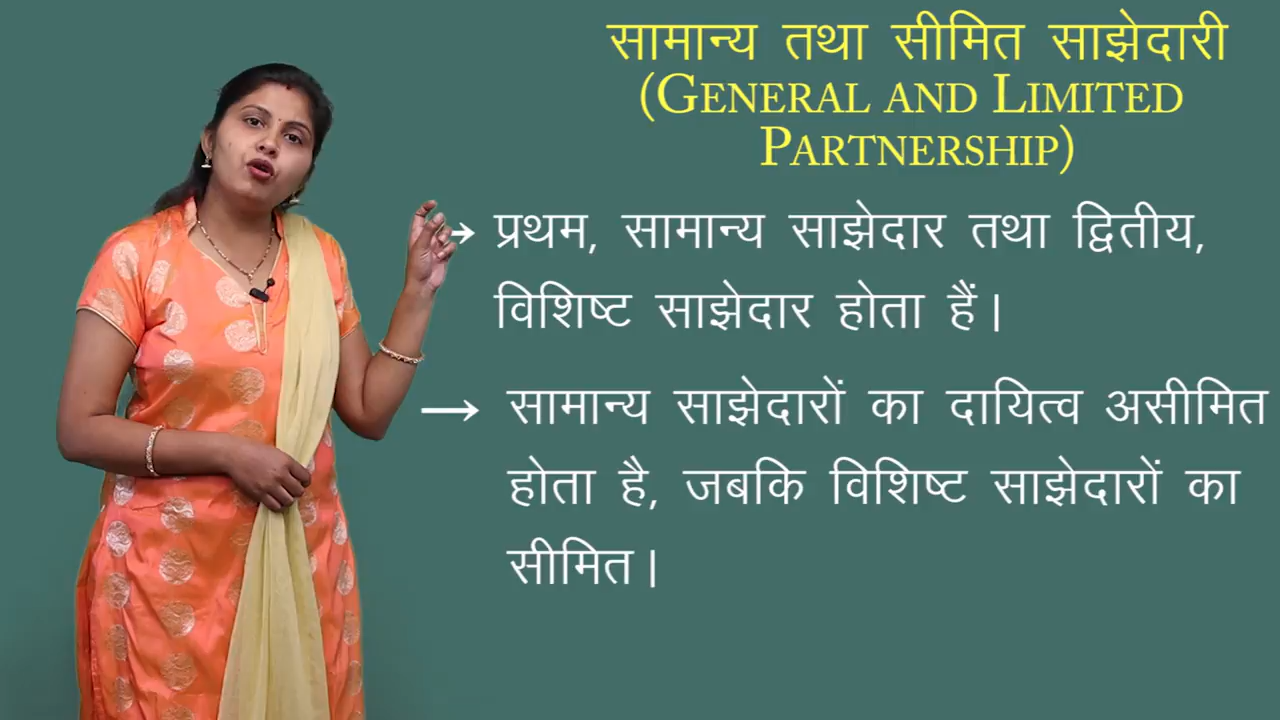 सामान्य तथा सीमित साझेदारी
(GENERAL AND LIMITED
PARTNERSHIP)
→ प्रथम, सामान्य साझेदार तथा द्वितीय,
विशिष्ट साझेदार होता हैं।
→ सामान्य साझेदारों का दायित्व असीमित
होता है, जबकि विशिष्ट साझेदारों का
सीमित।